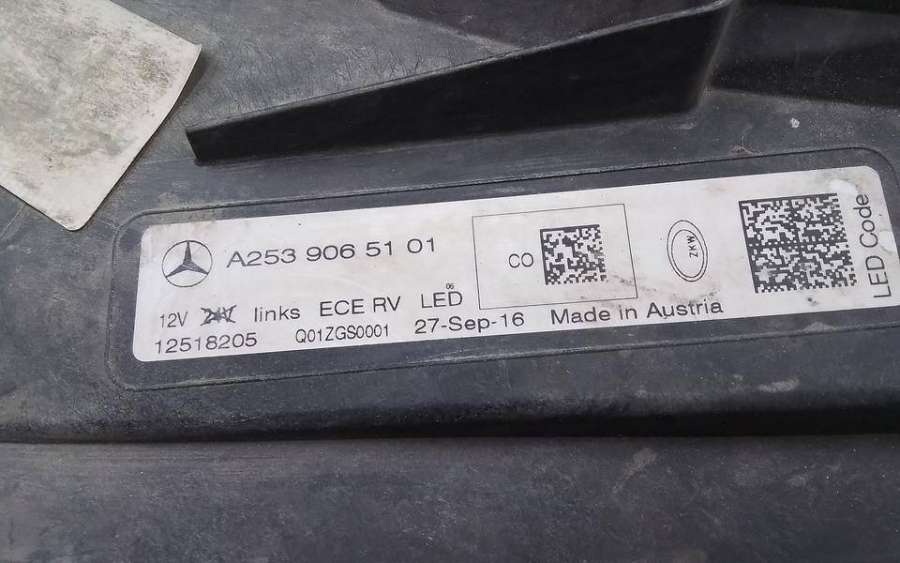 A253 906 51 01
12V 24V links ECE RV LED 06
12518205 Q01ZGS0001 27-Sep-16 Made in Austria
CO
ZKW
LED Code